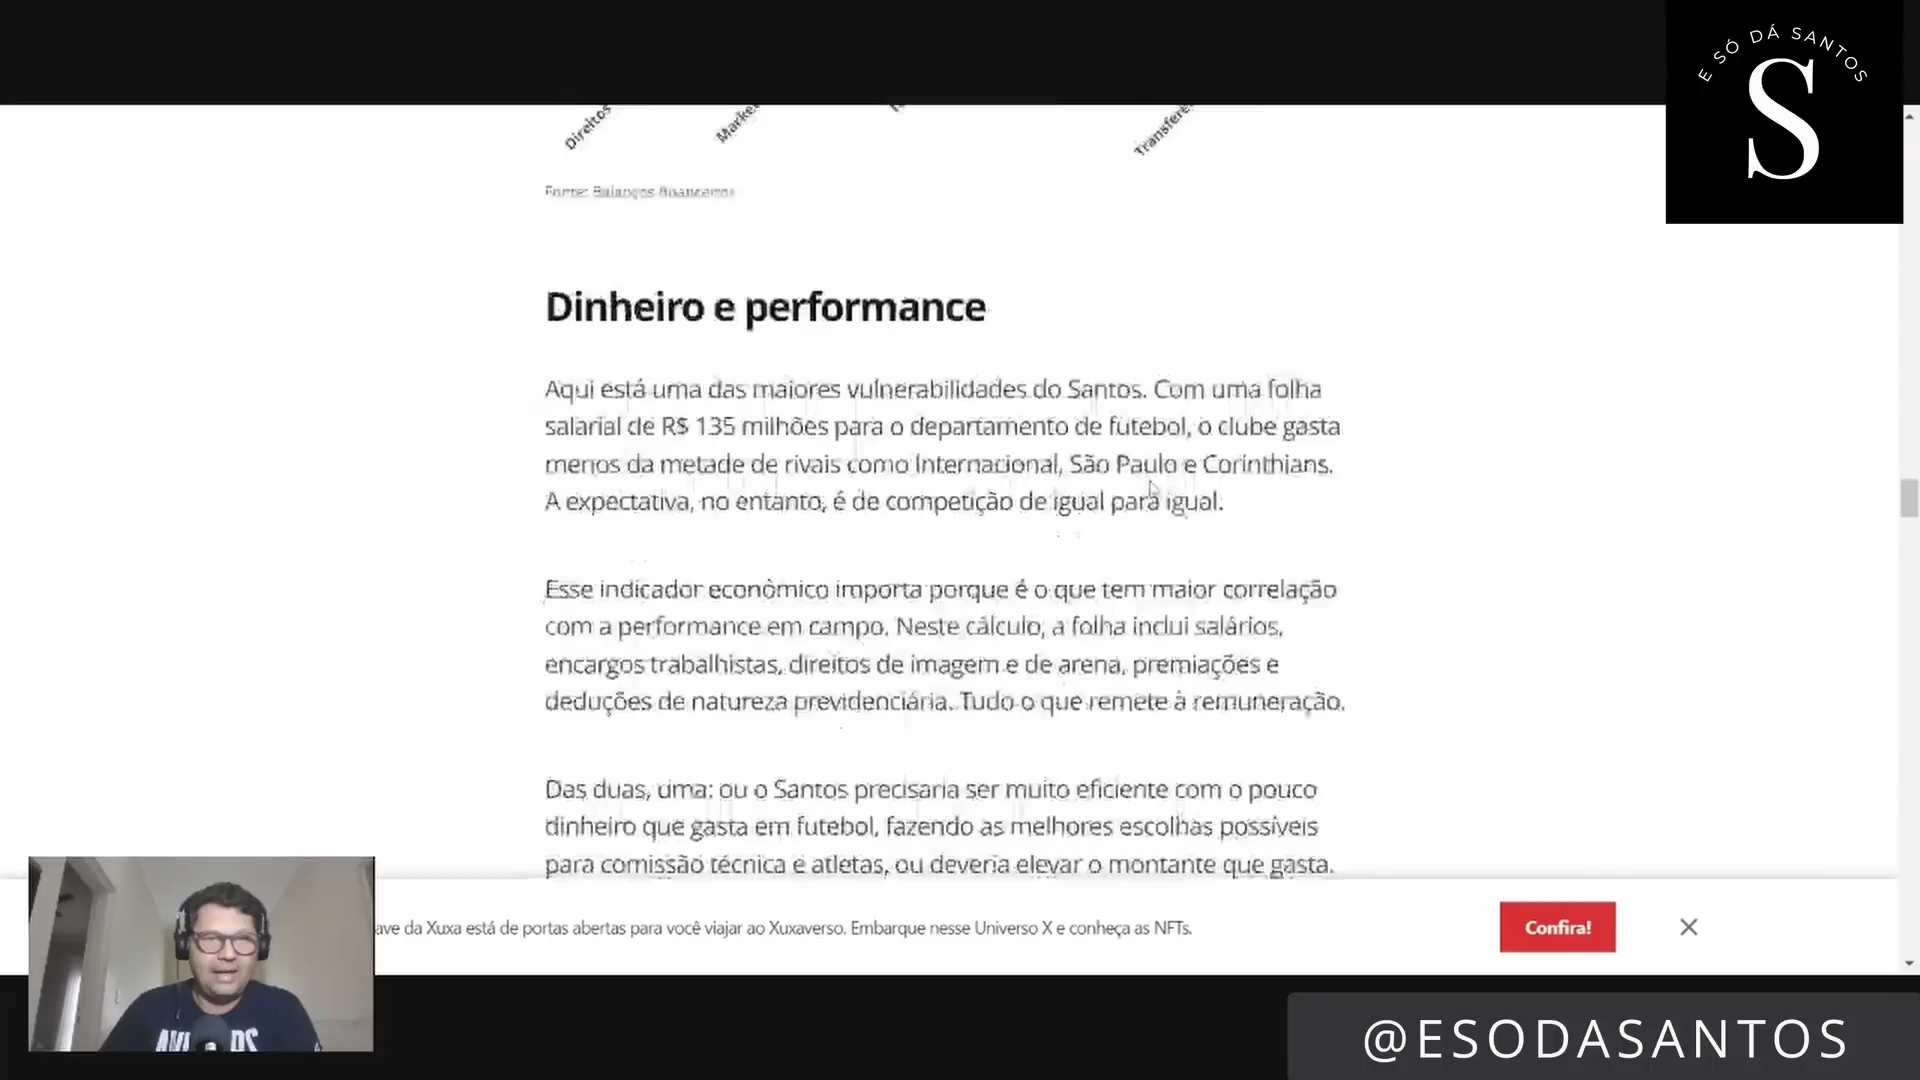 E SÓ DÁ SANTOS
S
Direitos
Fonte: Balanços financeiros
Dinheiro e performance
Aqui está uma das maiores vulnerabilidades do Santos. Com uma folha
salarial de R$ 135 milhões para o departamento de futebol, o clube gasta
menos da metade de rivais como Internacional, São Paulo e Corinthians.
A expectativa, no entanto, é de competição de igual para igual.
Esse indicador econômico importa porque é o que tem maior correlação
com a performance em campo. Neste cálculo, a folha inclui salários,
encargos trabalhistas, direitos de imagem e de arena, premiações e
deduções de natureza previdenciária. Tudo o que remete à remuneração.
Das duas, uma: ou o Santos precisaria ser muito eficiente com o pouco
dinheiro que gasta em futebol, fazendo as melhores escolhas possíveis
para comissão técnica e atletas, ou deveria elevar o montante que gasta.
ave da Xuxa está de portas abertas para você viajar ao Xuxaverso. Embarque nesse Universo X e conheça as NFTs.
Confira!
@ESODASANTOS